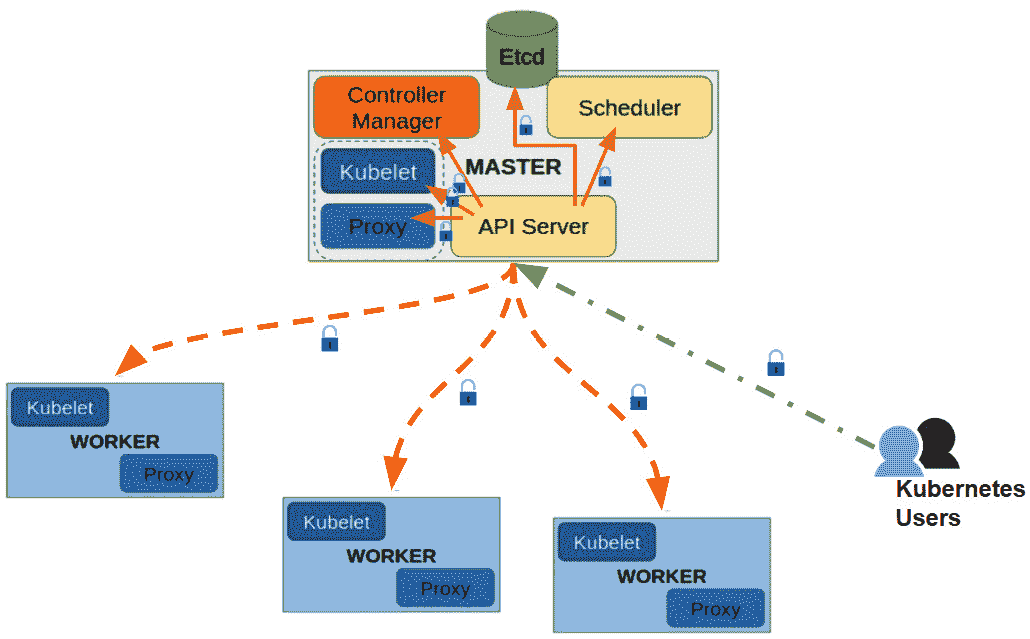 Etcd
Controller
Manager
Scheduler
Kubelet
MASTER
Proxy
API Server
Kubelet
WORKER
Proxy
Kubelet
WORKER
Proxy
Kubelet
WORKER
Proxy
Kubernetes
Users